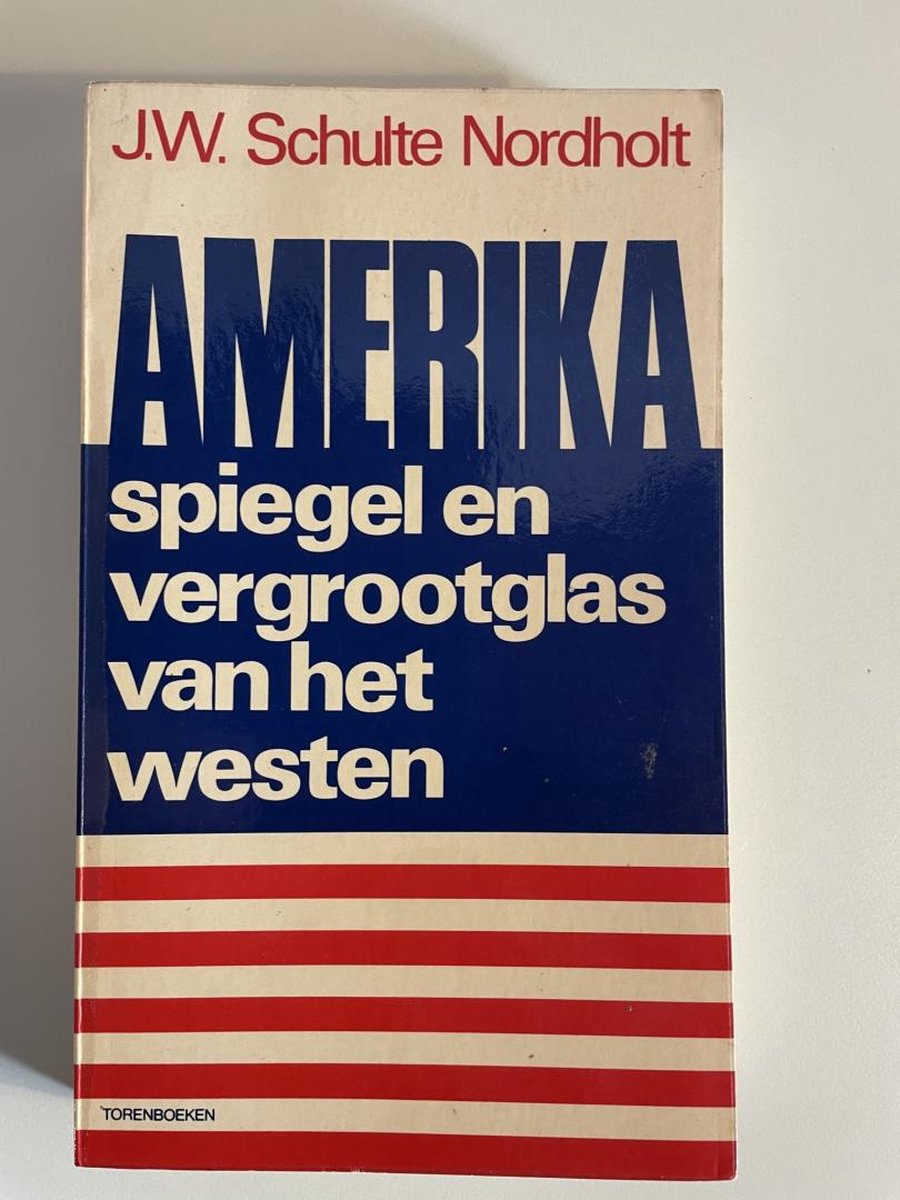 J.W. Schulte Nordholt
AMERIKA
spiegel en
vergrootglas
van het
westen
TORENBOEKEN